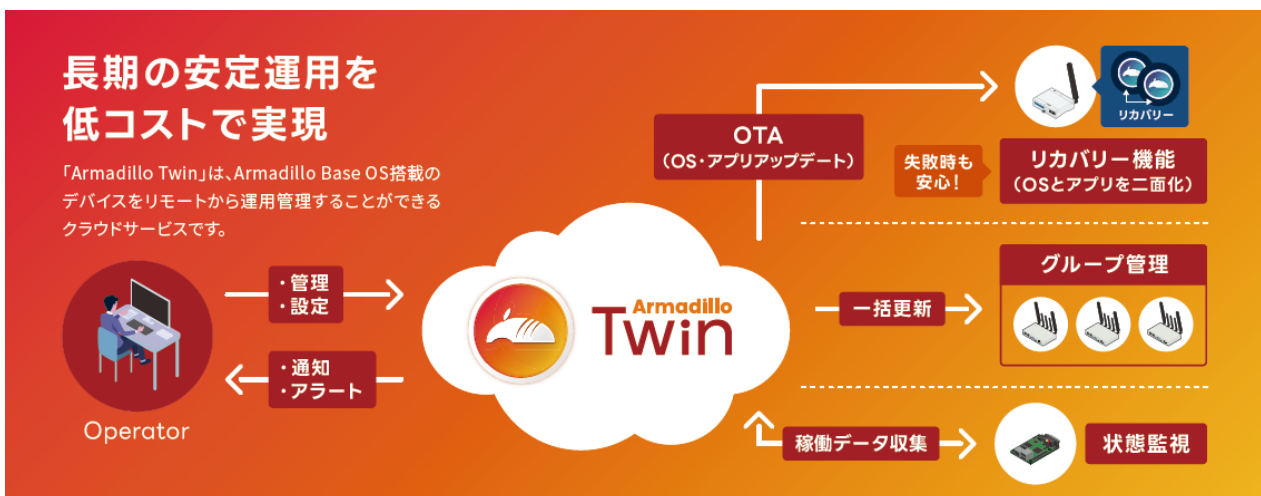 長期の安定運用を
低コストで実現
「Armadillo Twin」は、Armadillo Base OS搭載の
デバイスをリモートから運用管理することができる
クラウドサービスです。
Operator
・管理
・設定
・通知
・アラート
Armadillo
Twin
OTA
（OS・アプリアップデート）
リカバリー
失敗時も
安心！
リカバリー機能
（OSとアプリを二面化）
一括更新
グループ管理
稼働データ収集
状態監視